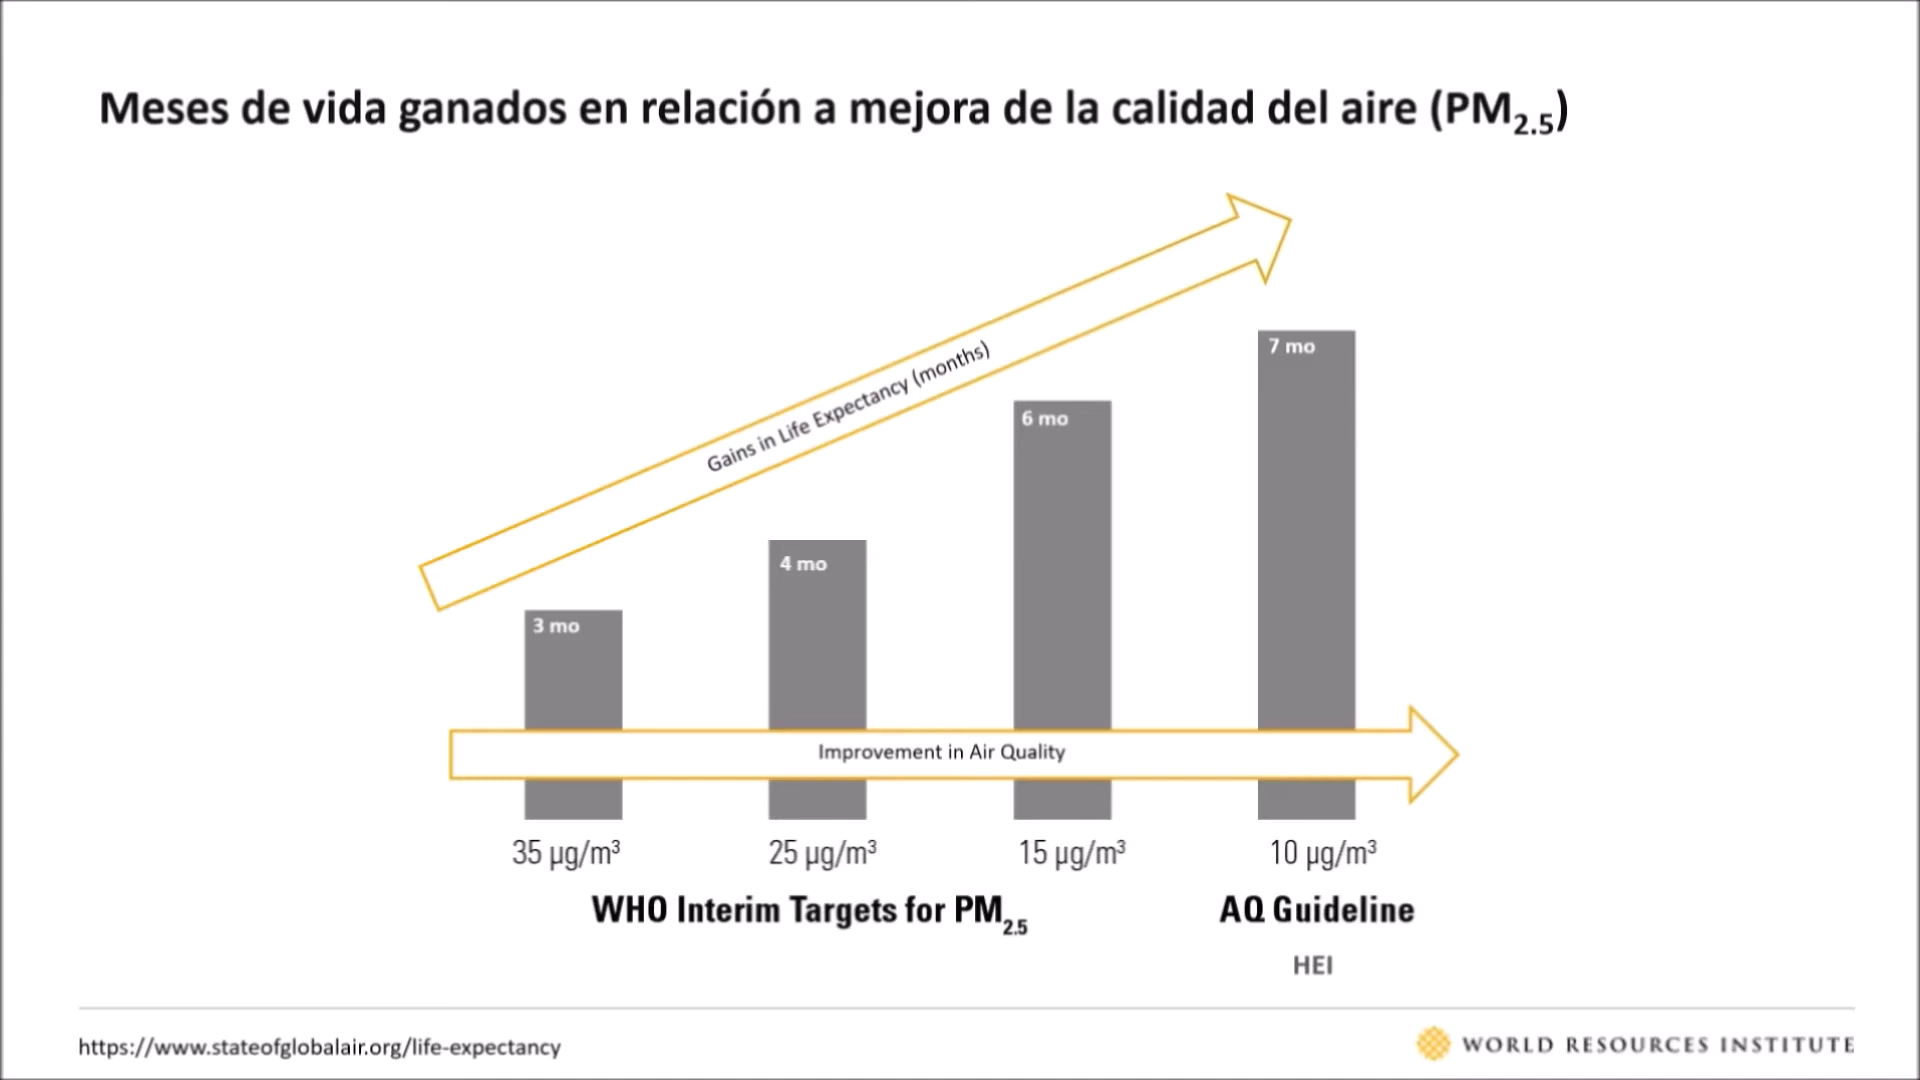 Meses de vida ganados en relación a mejora de la calidad del aire (PM2.5)
Gains in Life Expectancy (months)
7 mo
6 mo
4 mo
3 mo
Improvement in Air Quality
35 µg/m³
25 µg/m³
15 µg/m³
10 µg/m³
WHO Interim Targets for PM2.5
AQ Guideline
HEI
https://www.stateofglobalair.org/life-expectancy
WORLD RESOURCES INSTITUTE